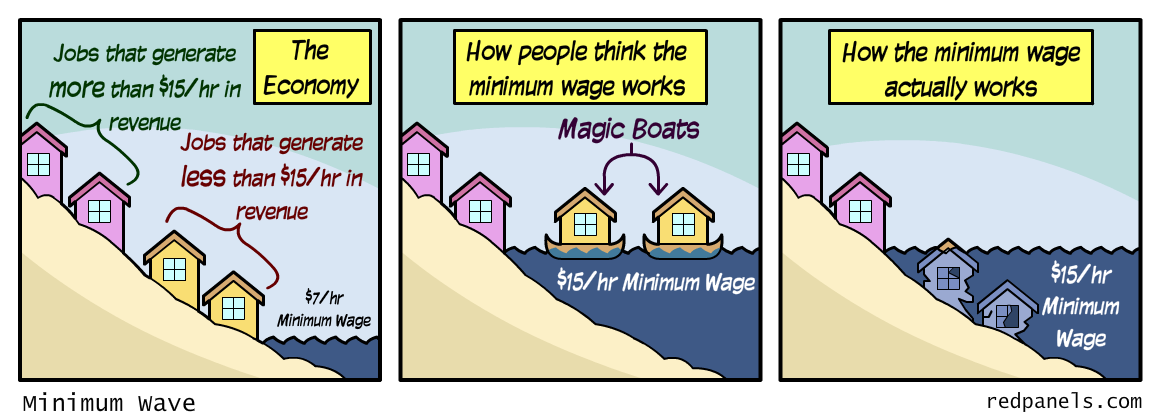 The
Economy
Jobs that generate
more than $15/hr in
revenue
Jobs that generate
less than $15/hr in
revenue
$7/hr
Minimum Wage
How people think the
minimum wage works
Magic Boats
$15/hr Minimum Wage
How the minimum wage
actually works
$15/hr
Minimum
Wage
Minimum Wave
redpanels.com